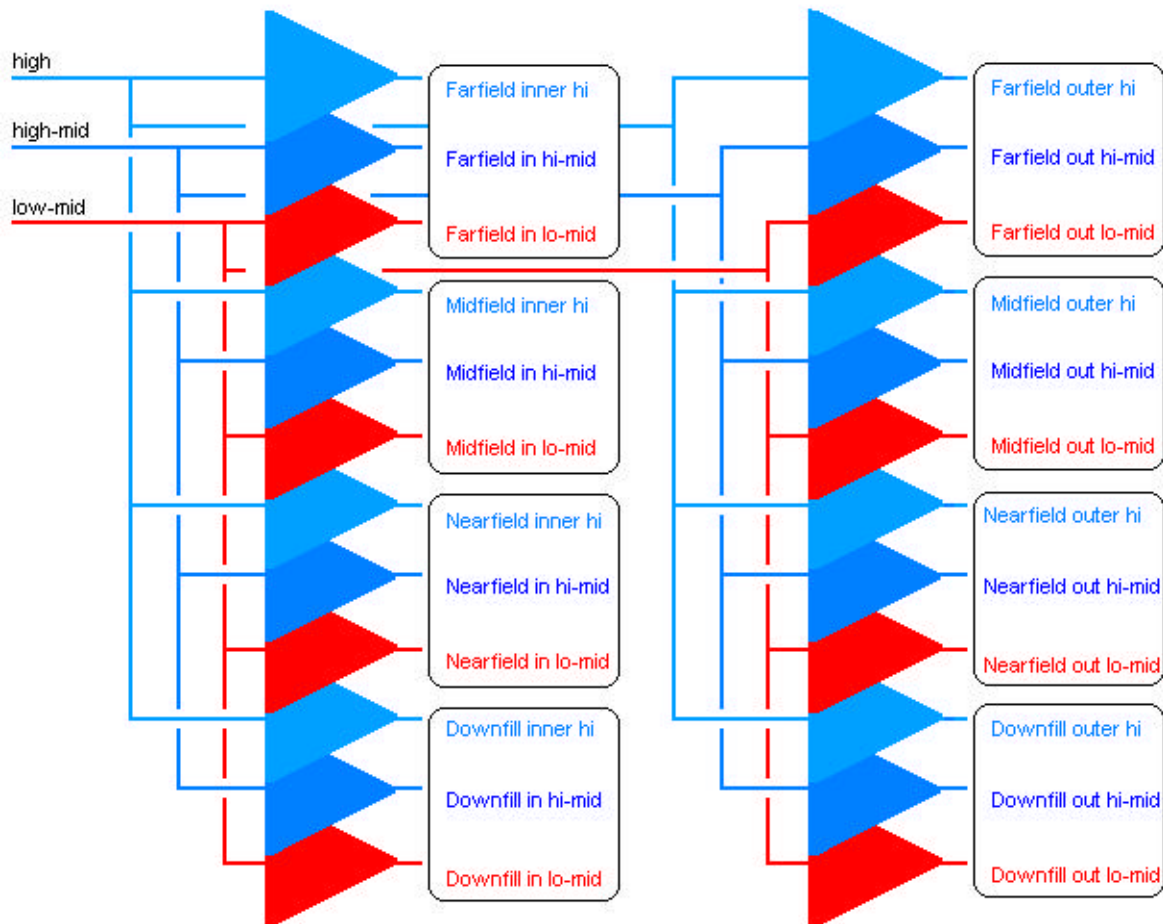 high
high-mid
low-mid
Farfield inner hi
Farfield in hi-mid
Farfield in lo-mid
Midfield inner hi
Midfield in hi-mid
Midfield in lo-mid
Nearfield inner hi
Nearfield in hi-mid
Nearfield in lo-mid
Downfill inner hi
Downfill in hi-mid
Downfill in lo-mid
Farfield outer hi
Farfield out hi-mid
Farfield out lo-mid
Midfield outer hi
Midfield out hi-mid
Midfield out lo-mid
Nearfield outer hi
Nearfield out hi-mid
Nearfield out lo-mid
Downfill outer hi
Downfill out hi-mid
Downfill out lo-mid